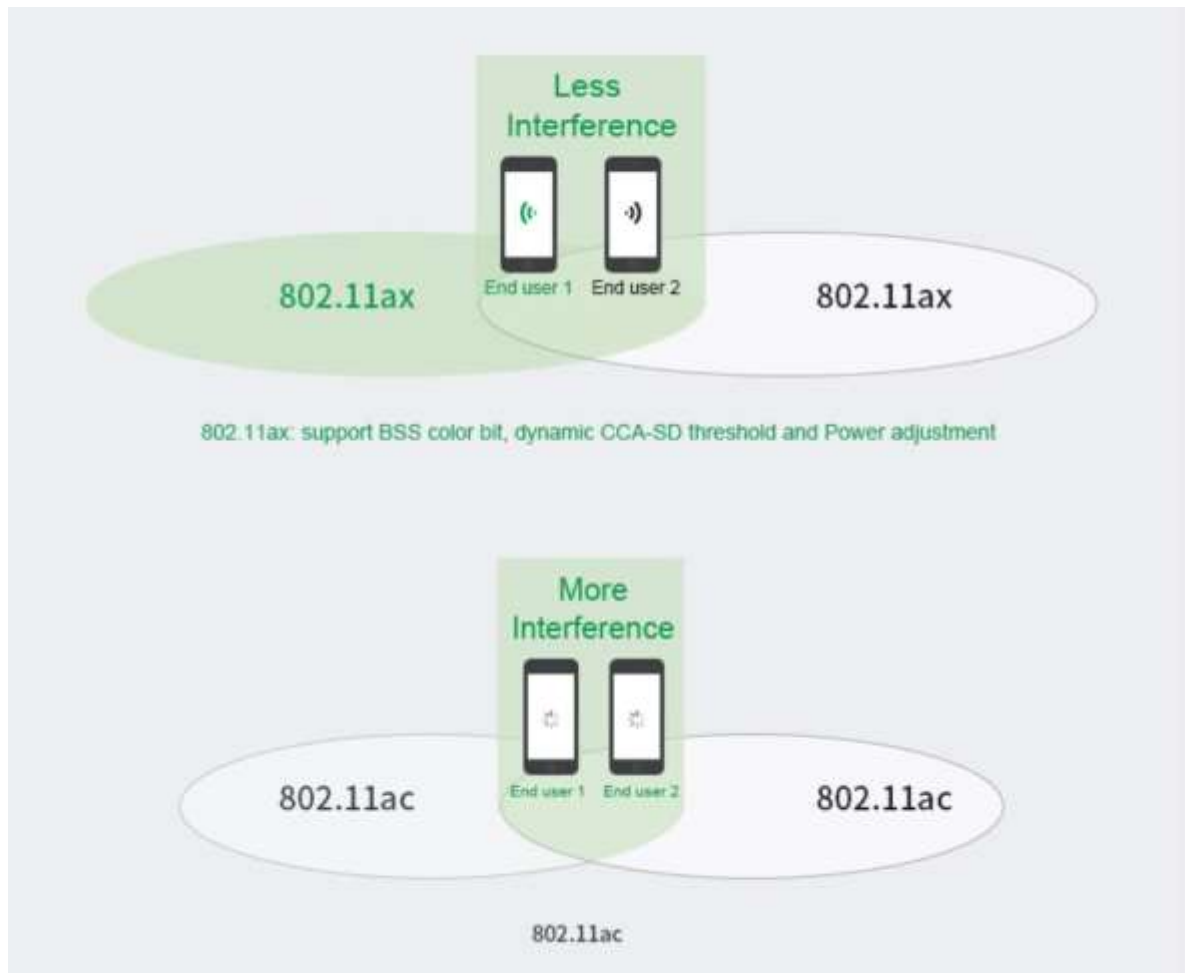 Less
Interference
End user 1 End user 2
802.11ax 802.11ax
802.11ax: support BSS color bit, dynamic CCA-SD threshold and Power adjustment
More
Interference
End user 1 End user 2
802.11ac 802.11ac
802.11ac